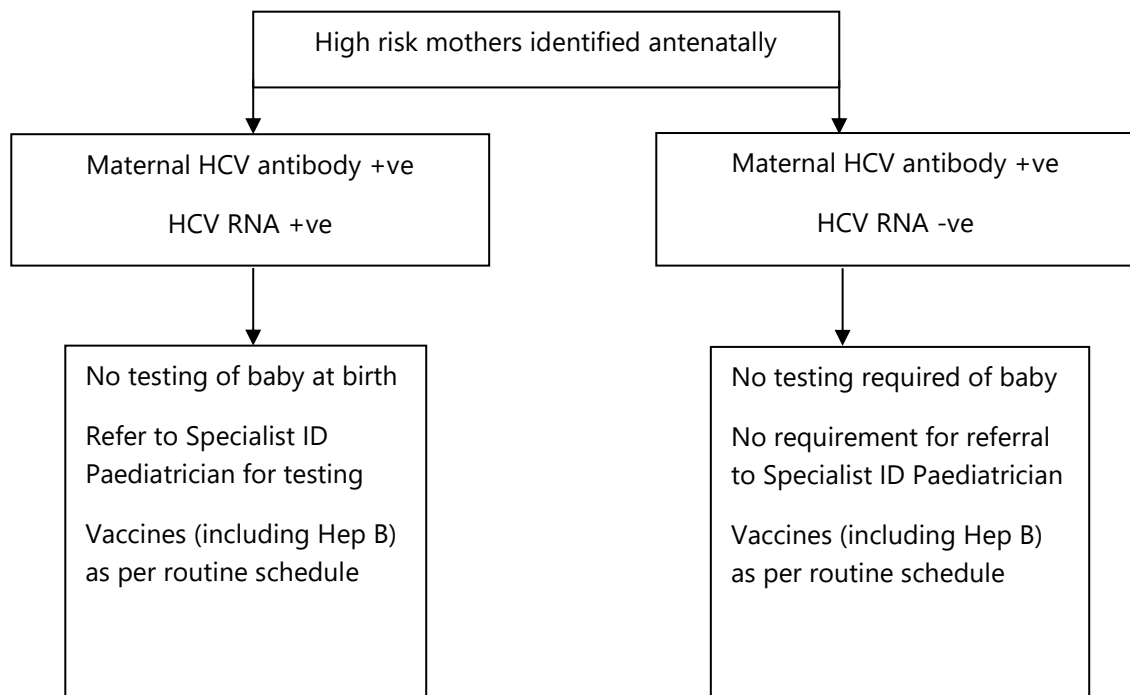 High risk mothers identified antenatally
Maternal HCV antibody +ve
HCV RNA +ve
Maternal HCV antibody +ve
HCV RNA -ve
No testing of baby at birth
Refer to Specialist ID
Paediatrician for testing
Vaccines (including Hep B)
as per routine schedule
No testing required of baby
No requirement for referral
to Specialist ID Paediatrician
Vaccines (including Hep B)
as per routine schedule